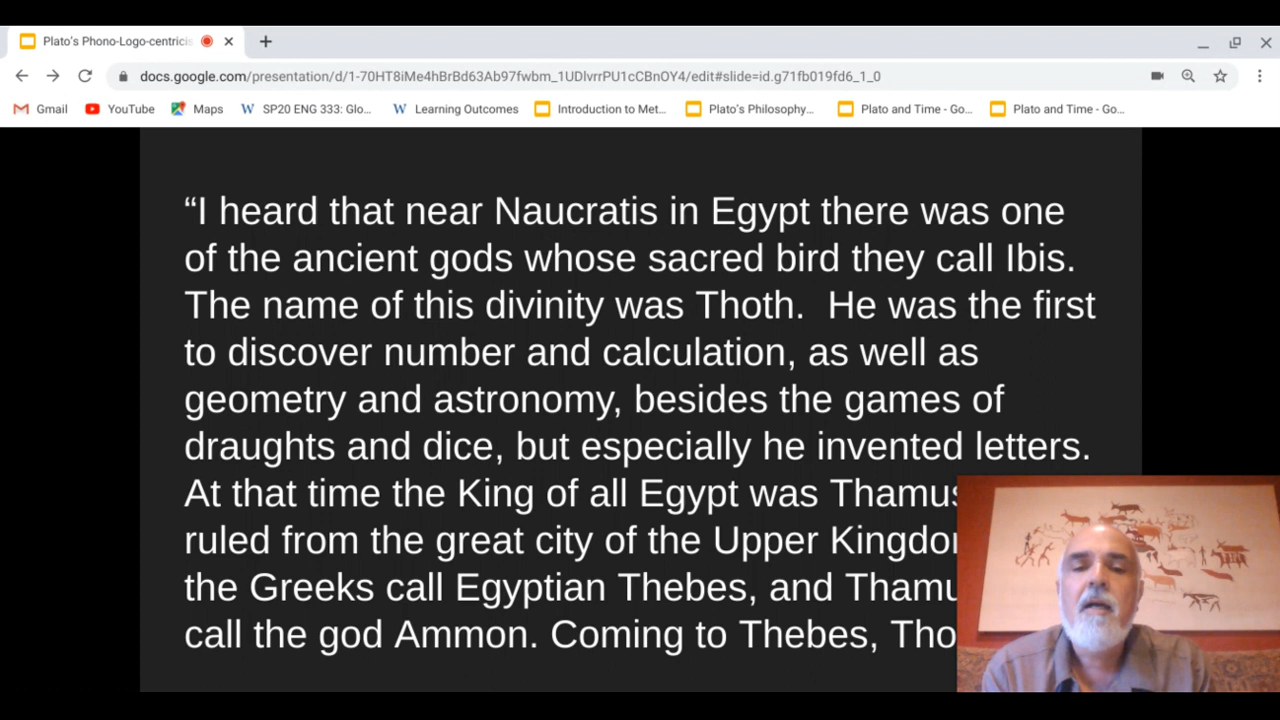 Plato's Phono-Logo-centricis
docs.google.com/presentation/d/1-70HT8iMe4hBrBd63Ab97fwbm_1UDlvrrPU1cCBnOY4/edit#slide=id.g71fb019fd6_1_0
Gmail YouTube Maps SP20 ENG 333: Glo... Learning Outcomes Introduction to Met... Plato's Philosophy... Plato and Time - Go... Plato and Time - Go...
“I heard that near Naucratis in Egypt there was one
of the ancient gods whose sacred bird they call Ibis.
The name of this divinity was Thoth.  He was the first
to discover number and calculation, as well as
geometry and astronomy, besides the games of
draughts and dice, but especially he invented letters.
At that time the King of all Egypt was Thamus
ruled from the great city of the Upper Kingdo
the Greeks call Egyptian Thebes, and Thamu
call the god Ammon. Coming to Thebes, Tho